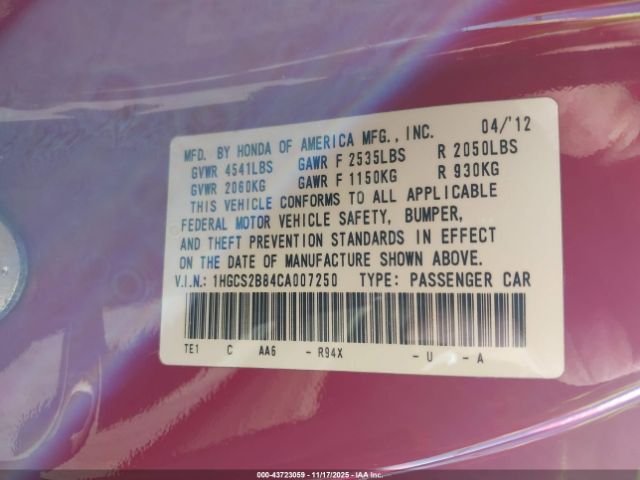 MFD. BY HONDA OF AMERICA MFG., INC. 04/'12
GVWR 4541LBS GAWR F 2535LBS R 2050LBS
GVWR 2060KG GAWR F 1150KG R 930KG
THIS VEHICLE CONFORMS TO ALL APPLICABLE
FEDERAL MOTOR VEHICLE SAFETY, BUMPER,
AND THEFT PREVENTION STANDARDS IN EFFECT
ON THE DATE OF MANUFACTURE SHOWN ABOVE.
V.I.N.: 1HGCS2B84CA007250 TYPE: PASSENGER CAR
TE1 C AA6 - R94X - U - A
000-43723059 - 11/17/2025 - IAAI.COM